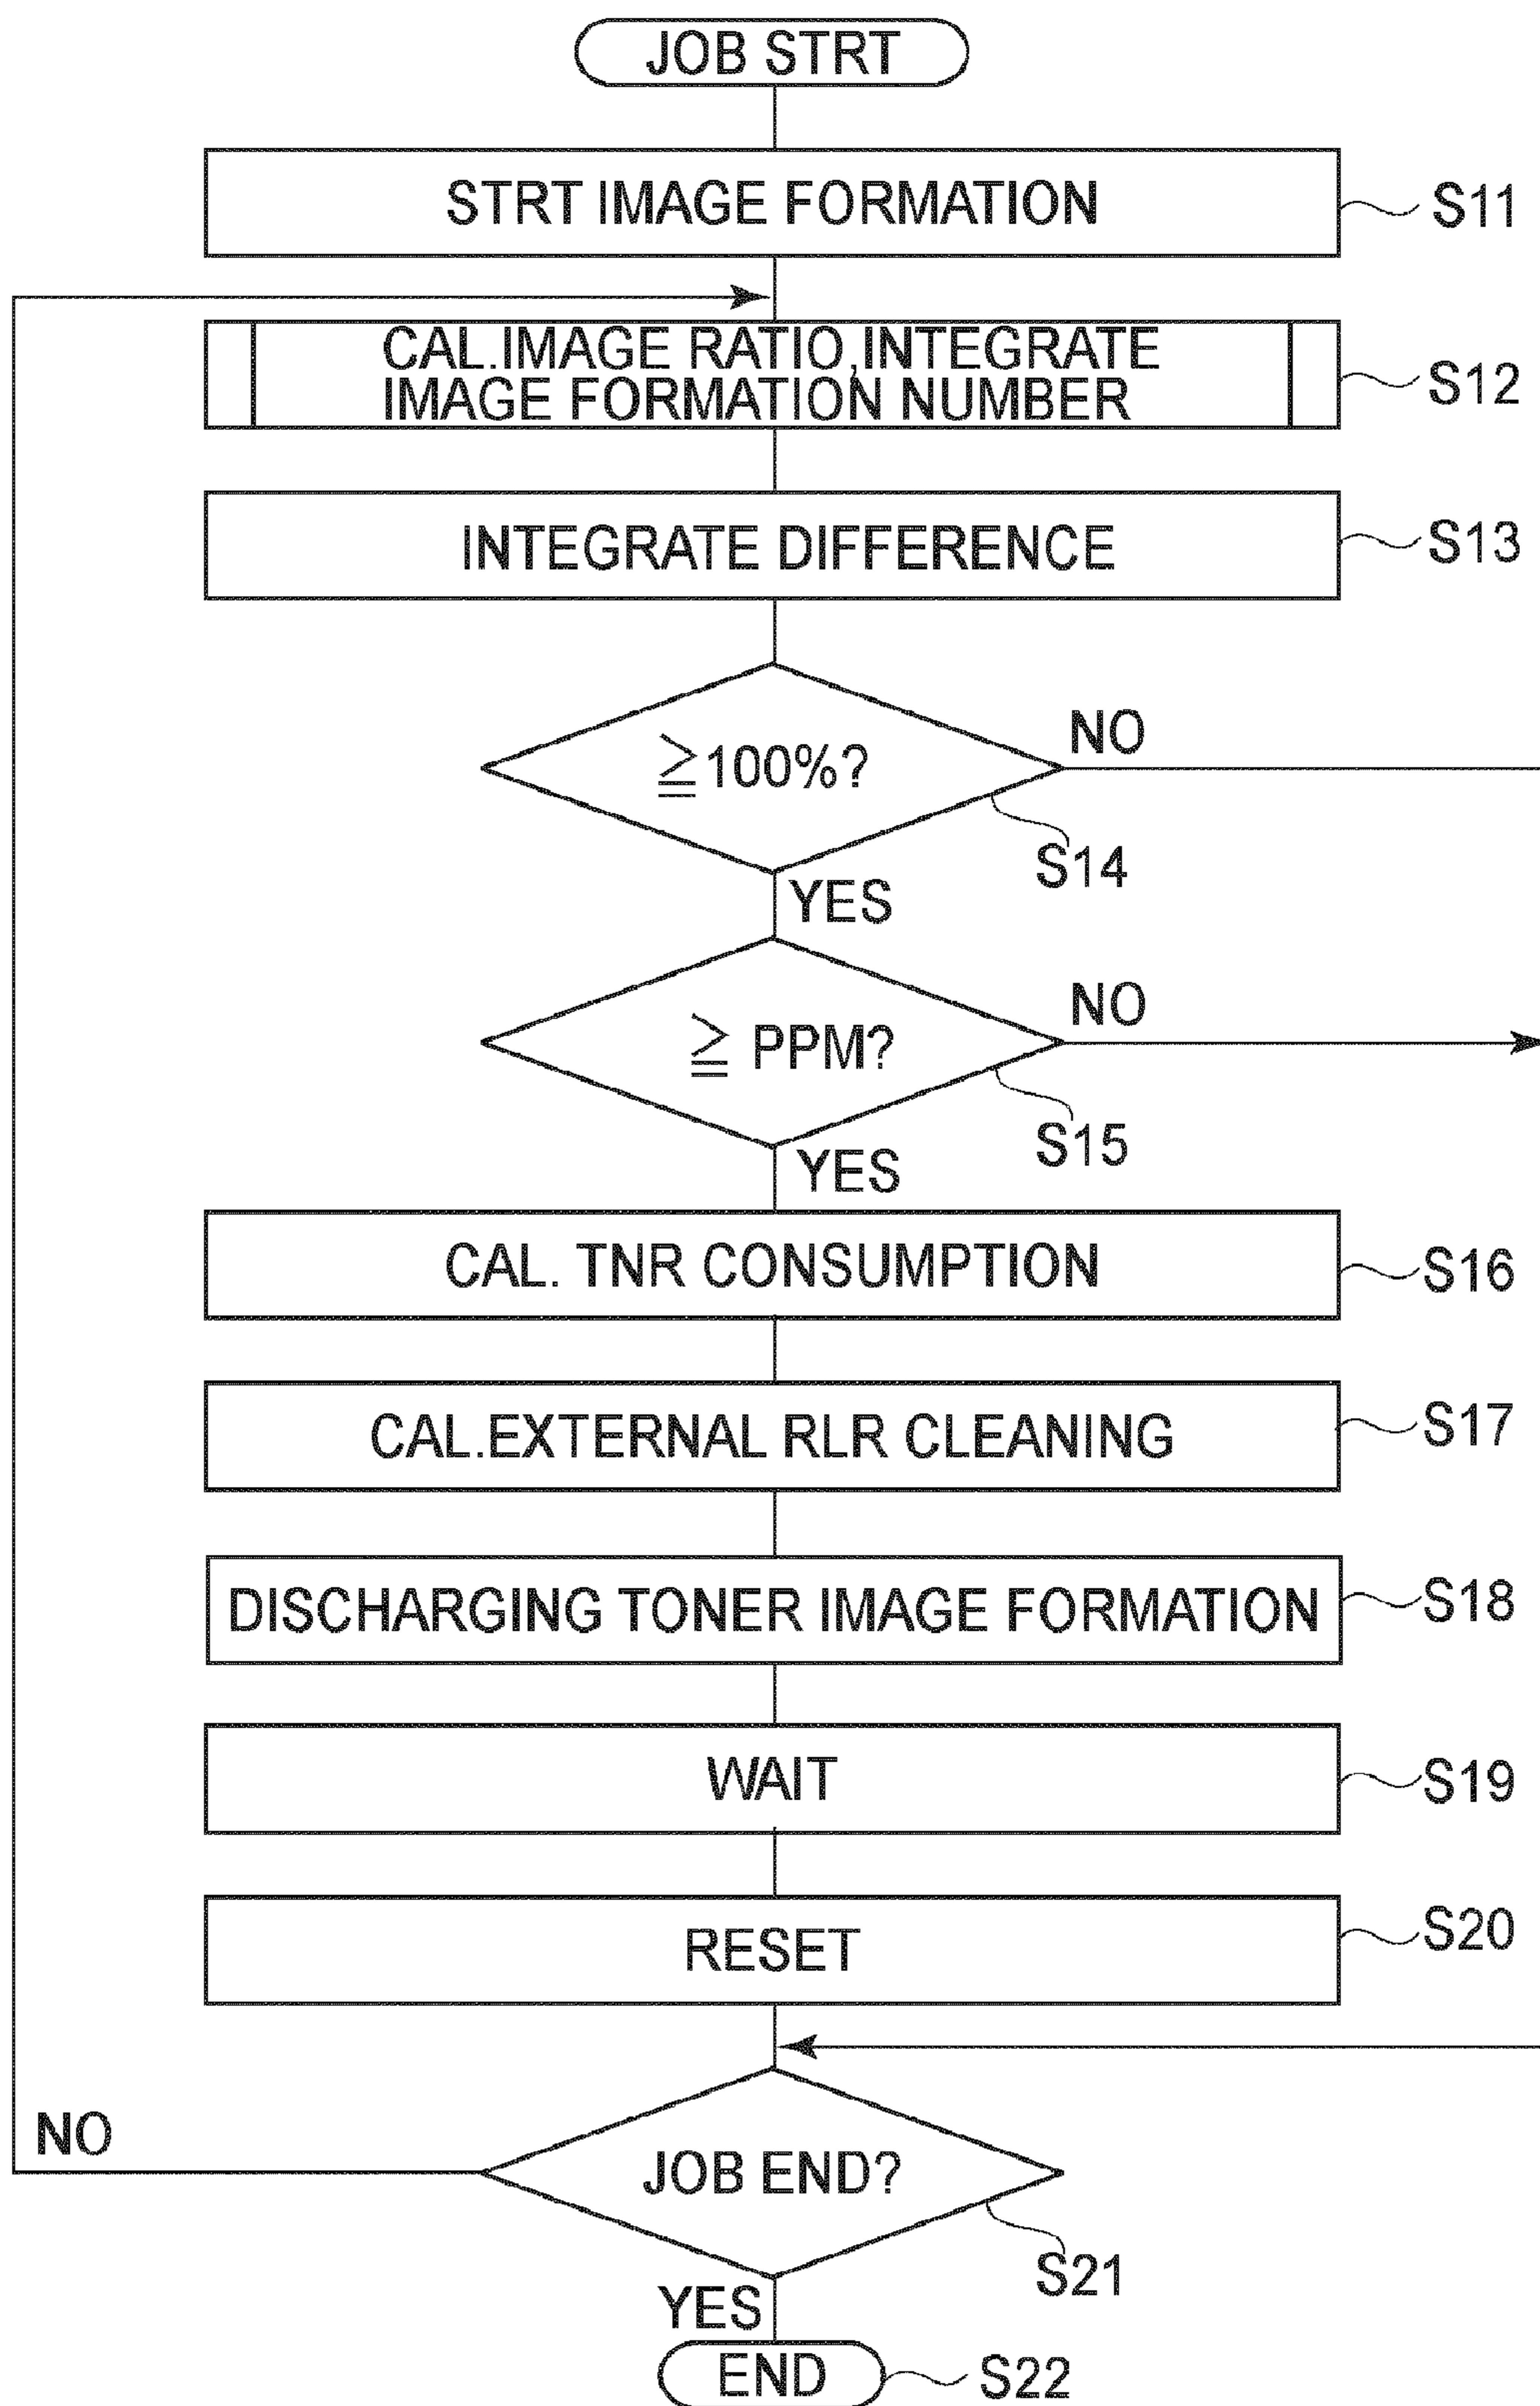 JOB STRT
STRT IMAGE FORMATION
S11
CAL.IMAGE RATIO,INTEGRATE
IMAGE FORMATION NUMBER
S12
INTEGRATE DIFFERENCE
S13
≧100%?
NO
S14
YES
≧ PPM?
NO
S15
YES
CAL. TNR CONSUMPTION
S16
CAL.EXTERNAL RLR CLEANING
S17
DISCHARGING TONER IMAGE FORMATION
S18
WAIT
S19
RESET
S20
NO
JOB END?
S21
YES
END
S22